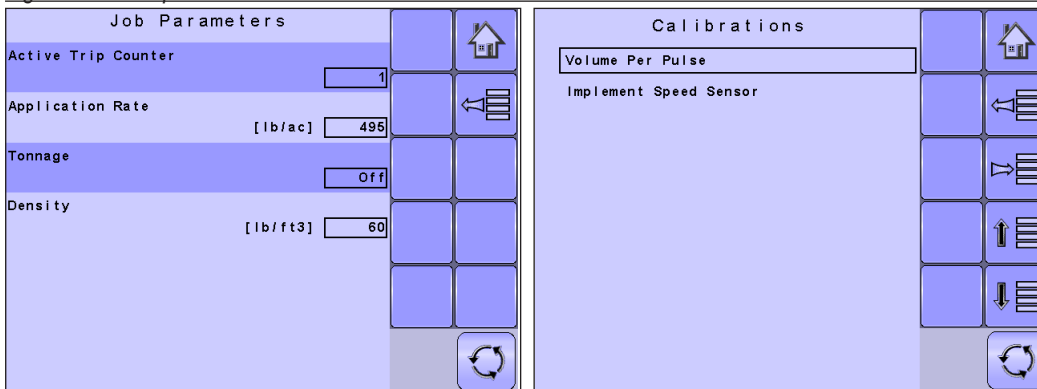 Job Parameters
Active Trip Counter
1
Application Rate
[lb/ac] 495
Tonnage
Off
Density
[lb/ft3] 60
Calibrations
Volume Per Pulse
Implement Speed Sensor